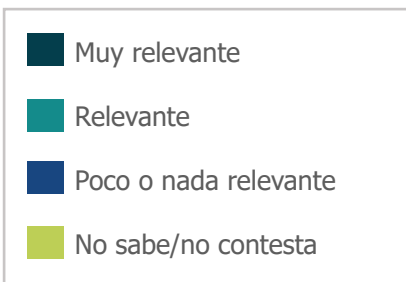 Muy relevante
Relevante
Poco o nada relevante
No sabe/no contesta